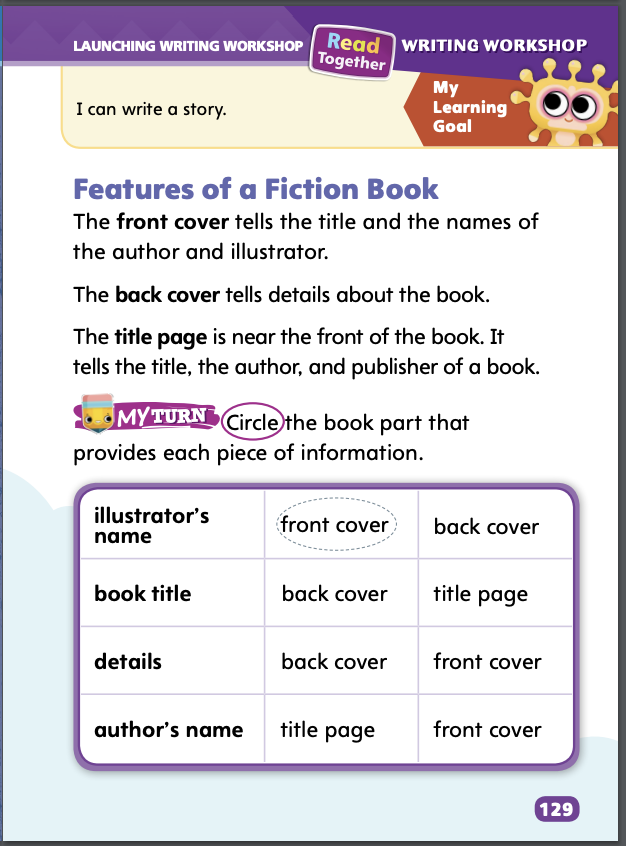 LAUNCHING WRITING WORKSHOP
Read
Together
WRITING WORKSHOP
I can write a story.
My
Learning
Goal
Features of a Fiction Book
The front cover tells the title and the names of
the author and illustrator.
The back cover tells details about the book.
The title page is near the front of the book. It
tells the title, the author, and publisher of a book.
MY TURN Circle the book part that
provides each piece of information.
illustrator's
name
front cover
back cover
book title
back cover
title page
details
back cover
front cover
author's name
title page
front cover
129